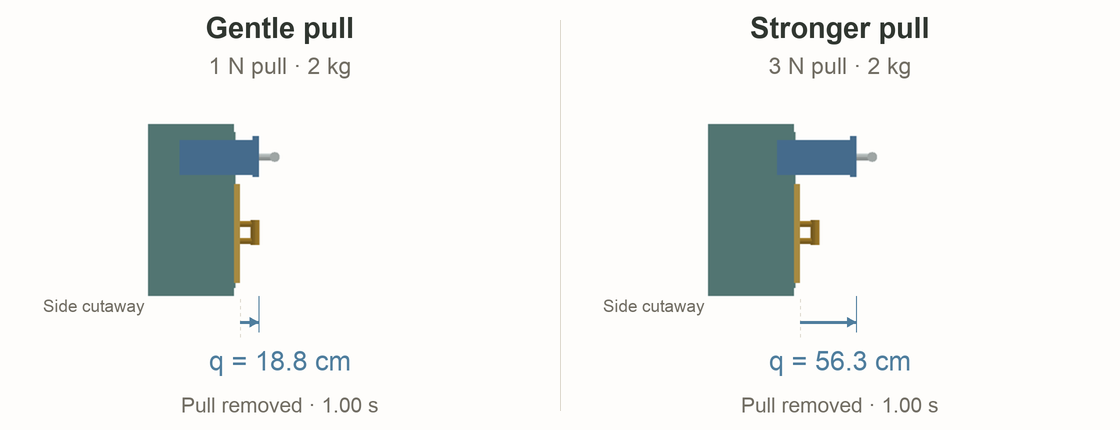 Gentle pull
1 N pull · 2 kg
Side cutaway
q = 18.8 cm
Pull removed · 1.00 s
Stronger pull
3 N pull · 2 kg
Side cutaway
q = 56.3 cm
Pull removed · 1.00 s